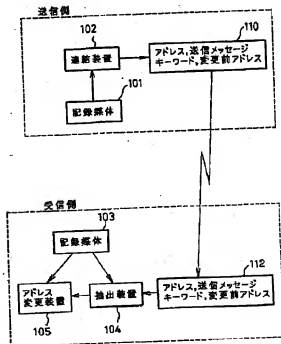 送信側
102
110
連結装置
アドレス,送信メッセージ
キーワード,変更前アドレス
101
記録媒体
受信側
103
記録媒体
112
アドレス
変更装置
抽出装置
アドレス,送信メッセージ
キーワード,変更前アドレス
105
104